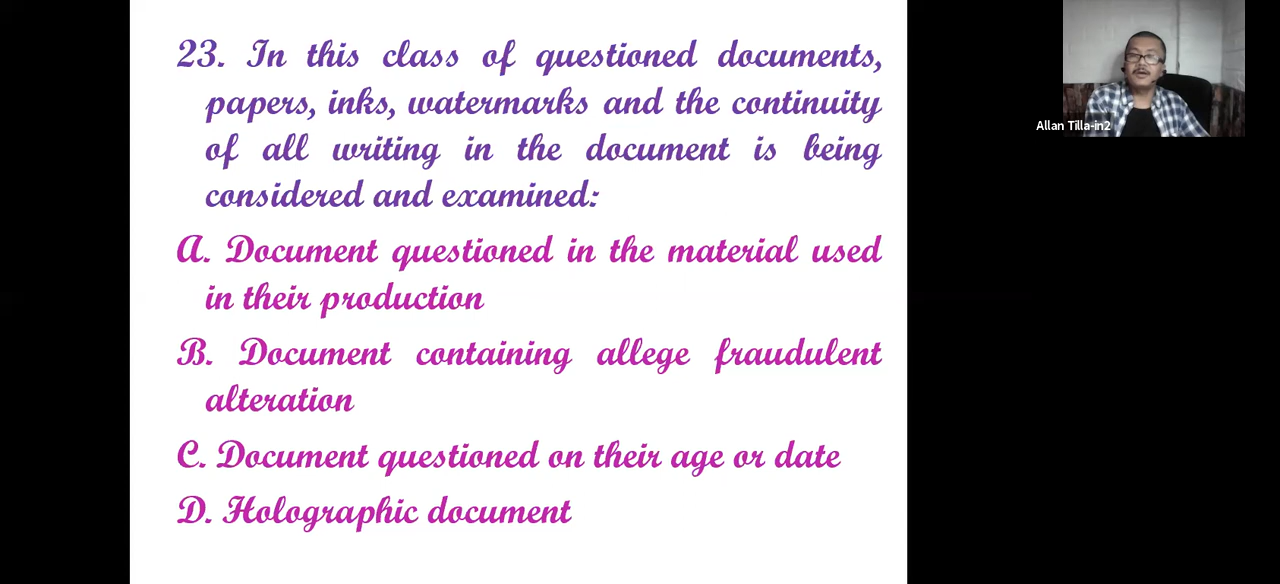 23. In this class of questioned documents,
papers, inks, watermarks and the continuity
of all writing in the document is being
considered and examined:
A. Document questioned in the material used
in their production
B. Document containing allege fraudulent
alteration
C. Document questioned on their age or date
D. Holographic document
Allan Tilla-in2